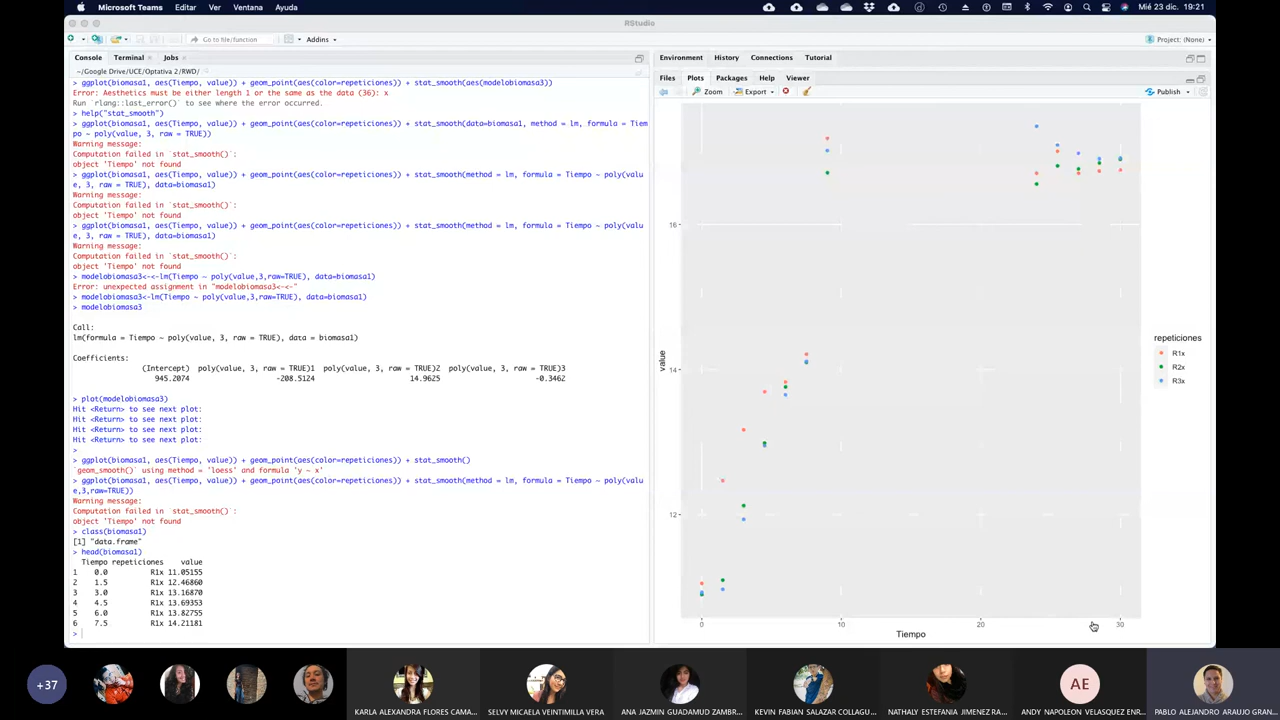 Microsoft Teams Editar Ver Ventana Ayuda Mié 23 dic. 19:21
RStudio
Go to file/function Addins Project: (None)
Console Terminal Jobs
~/Google Drive/UCE/Optativa 2/RWD/
> ggplot(biomasa1, aes(Tiempo, value)) + geom_point(aes(color=repeticiones)) + stat_smooth(aes(modelobiomasa3))
Error: Aesthetics must be either length 1 or the same as the data (36): x
Run `rlang::last_error()` to see where the error occurred.
> help("stat_smooth")
> ggplot(biomasa1, aes(Tiempo, value)) + geom_point(aes(color=repeticiones)) + stat_smooth(data=biomasa1, method = lm, formula = Tiem
po ~ poly(value, 3, raw = TRUE))
Warning message:
Computation failed in `stat_smooth()`:
object 'Tiempo' not found
> ggplot(biomasa1, aes(Tiempo, value)) + geom_point(aes(color=repeticiones)) + stat_smooth(method = lm, formula = Tiempo ~ poly(valu
e, 3, raw = TRUE), data=biomasa1)
Warning message:
Computation failed in `stat_smooth()`:
object 'Tiempo' not found
> ggplot(biomasa1, aes(Tiempo, value)) + geom_point(aes(color=repeticiones)) + stat_smooth(method = lm, formula = Tiempo ~ poly(valu
e, 3, raw = TRUE), data=biomasa1)
Warning message:
Computation failed in `stat_smooth()`:
object 'Tiempo' not found
> modelobiomasa3<-<-lm(Tiempo ~ poly(value,3,raw=TRUE), data=biomasa1)
Error: unexpected assignment in "modelobiomasa3<-<-"
> modelobiomasa3<-lm(Tiempo ~ poly(value,3,raw=TRUE), data=biomasa1)
> modelobiomasa3
Call:
lm(formula = Tiempo ~ poly(value, 3, raw = TRUE), data = biomasa1)
Coefficients:
(Intercept) poly(value, 3, raw = TRUE)1 poly(value, 3, raw = TRUE)2 poly(value, 3, raw = TRUE)3
945.2074 -208.5124 14.9625 -0.3462
> plot(modelobiomasa3)
Hit <Return> to see next plot:
Hit <Return> to see next plot:
Hit <Return> to see next plot:
Hit <Return> to see next plot:
>
> ggplot(biomasa1, aes(Tiempo, value)) + geom_point(aes(color=repeticiones)) + stat_smooth()
`geom_smooth()` using method = 'loess' and formula 'y ~ x'
> ggplot(biomasa1, aes(Tiempo, value)) + geom_point(aes(color=repeticiones)) + stat_smooth(method = lm, formula = Tiempo ~ poly(valu
e,3,raw=TRUE))
Warning message:
Computation failed in `stat_smooth()`:
object 'Tiempo' not found
> class(biomasa1)
[1] "data.frame"
> head(biomasa1)
Tiempo repeticiones value
1 0.0 R1x 11.05155
2 1.5 R1x 12.46860
3 3.0 R1x 13.16870
4 4.5 R1x 13.69353
5 6.0 R1x 13.82755
6 7.5 R1x 14.21181
>
Environment History Connections Tutorial
Files Plots Packages Help Viewer
Zoom Export Publish
16
14
12
value
0 10 20 30
Tiempo
repeticiones
R1x
R2x
R3x
+37
KARLA ALEXANDRA FLORES CAMA...
SELVY MICAELA VEINTIMILLA VERA
ANA JAZMIN GUADAMUD ZAMBR...
KEVIN FABIAN SALAZAR COLLAGU...
NATHALY ESTEFANIA JIMENEZ RA...
AE
ANDY NAPOLEON VELASQUEZ ENR...
PABLO ALEJANDRO ARAUJO GRAN...